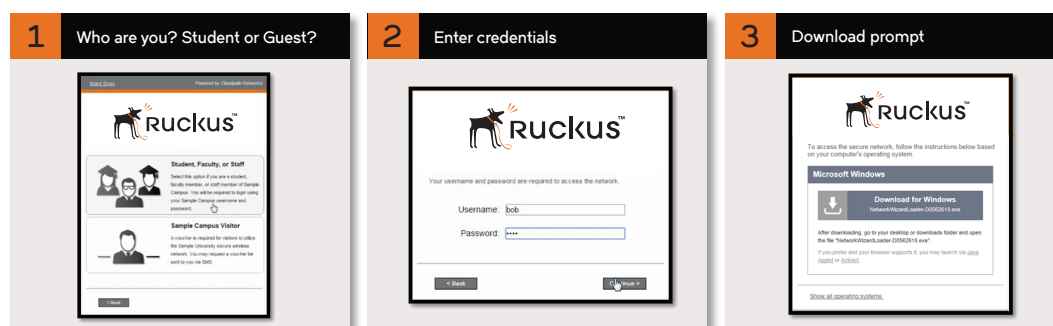 1 Who are you? Student or Guest?
Start Over Powered by Cloudpath Networks
RUCKUS™
Student, Faculty, or Staff
Select this option if you are a student,
faculty member, or staff member of Sample
Campus. You will be required to login using
your Sample Campus username and
password.
Sample Campus Visitor
A voucher is required for visitors to utilize
the Sample University secure wireless
network. You may request a voucher be
sent to you via SMS.
< Back
2 Enter credentials
RUCKUS™
Your username and password are required to access the network.
Username: bob
Password: ••••
< Back
Continue >
3 Download prompt
RUCKUS™
To access the secure network, follow the instructions below based
on your computer's operating system.
Microsoft Windows
Download for Windows
NetworkWizardLoader-D0562618.exe
After downloading, go to your desktop or downloads folder and open
the file "NetworkWizardLoader-D0562618.exe".
If you prefer and your browser supports it, you may launch via Java
Applet or ActiveX.
Show all operating systems.